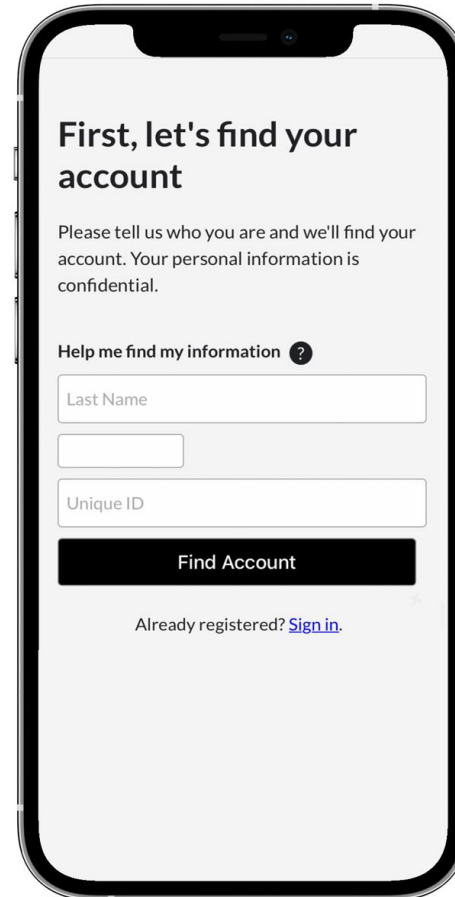 First, let's find your
account
Please tell us who you are and we'll find your
account. Your personal information is
confidential.
Help me find my information ?
Last Name
Unique ID
Find Account
Already registered? Sign in.